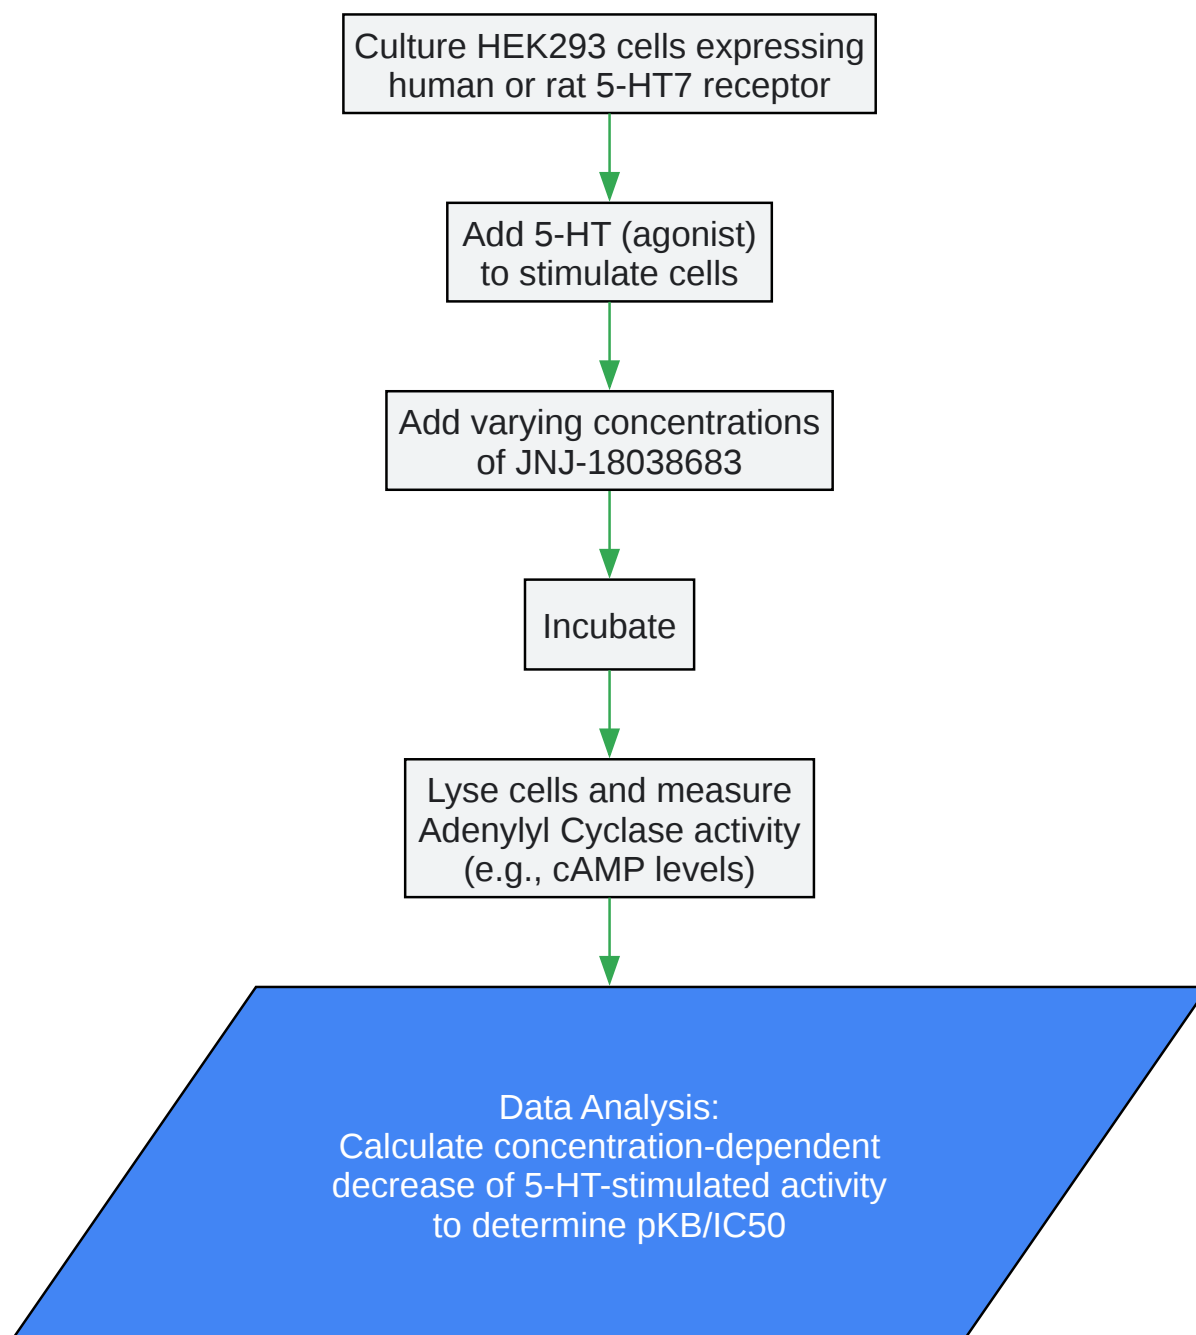 Culture HEK293 cells expressing
human or rat 5-HT7 receptor
Add 5-HT (agonist)
to stimulate cells
Add varying concentrations
of JNJ-18038683
Incubate
Lyse cells and measure
Adenylyl Cyclase activity
(e.g., cAMP levels)
Data Analysis:
Calculate concentration-dependent
decrease of 5-HT-stimulated activity
to determine pKB/IC50